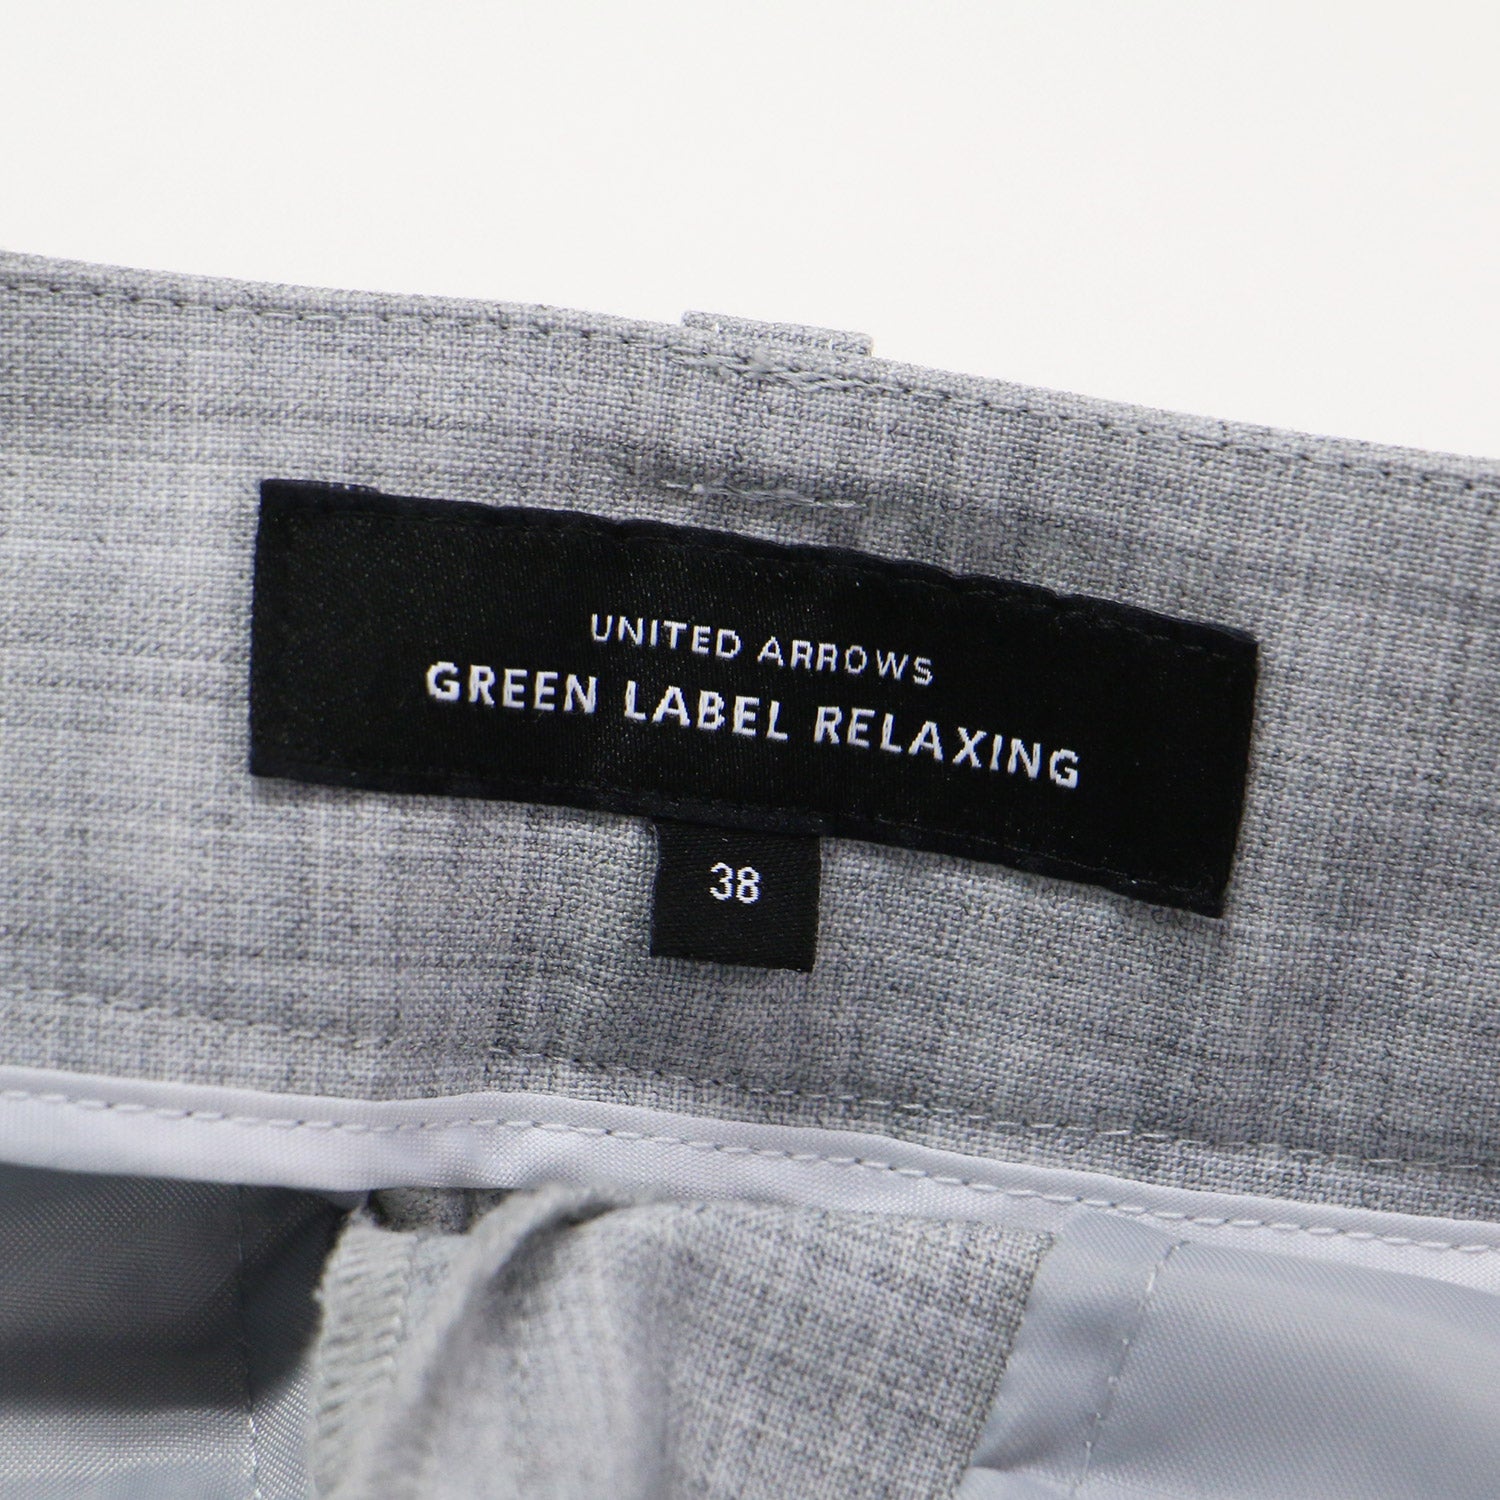 UNITED ARROWS
GREEN LABEL RELAXING
38